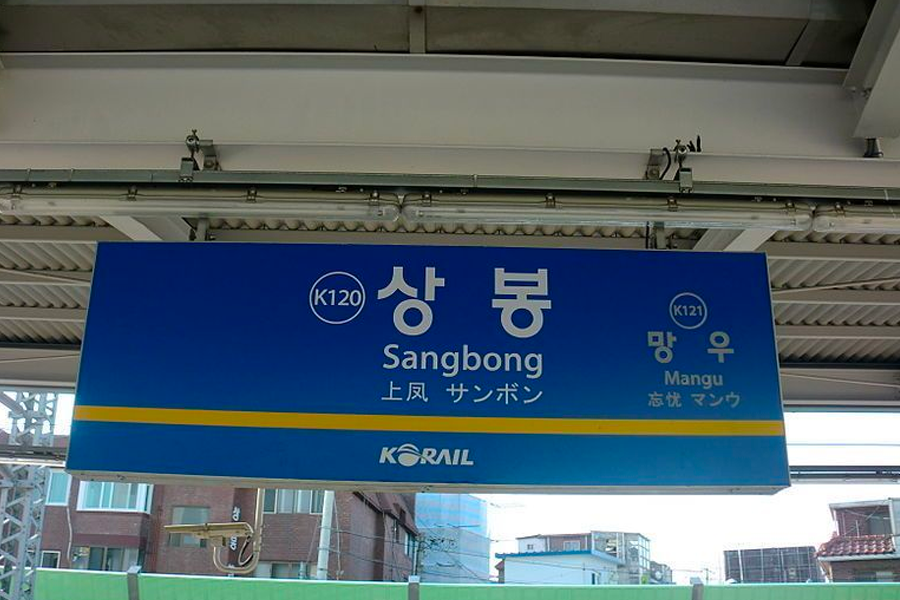 K120
상 봉
Sangbong
上凤 サンボン
K121
망 우
Mangu
忘忧 マンウ
KORAIL